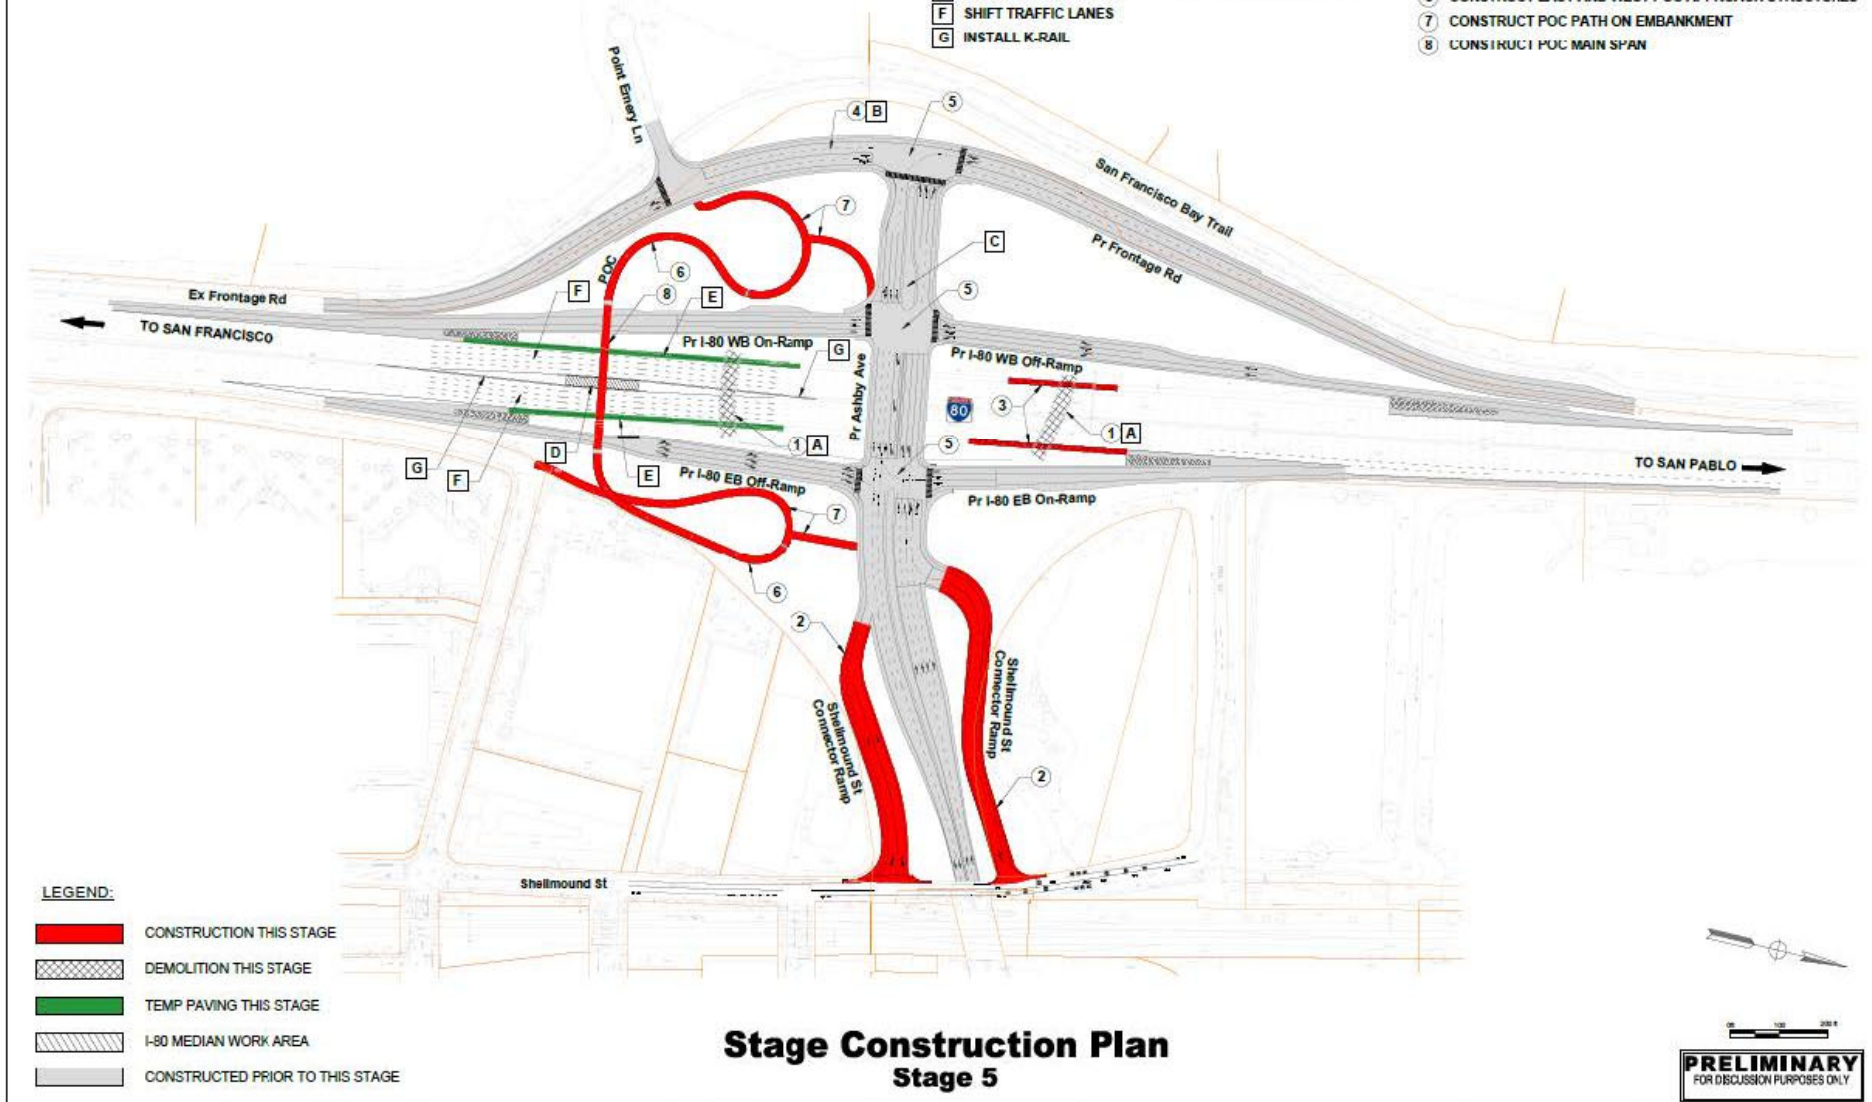 F SHIFT TRAFFIC LANES
G INSTALL K-RAIL
7 CONSTRUCT POC PATH ON EMBANKMENT
8 CONSTRUCT POC MAIN SPAN
Point Emery Ln
4 B
5
San Francisco Bay Trail
7
Pr Frontage Rd
C
POC
6
8
F
E
5
Ex Frontage Rd
TO SAN FRANCISCO
Pr I-80 WB On-Ramp
G
Pr I-80 WB Off-Ramp
Pr Ashby Ave
80
3
1 A
1 A
5
D
G
F
E
Pr I-80 EB Off-Ramp
Pr I-80 EB On-Ramp
TO SAN PABLO
7
6
2
Shellmound St
Connector Ramp
Shellmound St
Connector Ramp
2
Shellmound St
LEGEND:
CONSTRUCTION THIS STAGE
DEMOLITION THIS STAGE
TEMP PAVING THIS STAGE
I-80 MEDIAN WORK AREA
CONSTRUCTED PRIOR TO THIS STAGE
Stage Construction Plan
Stage 5
100
200 ft
PRELIMINARY
FOR DISCUSSION PURPOSES ONLY